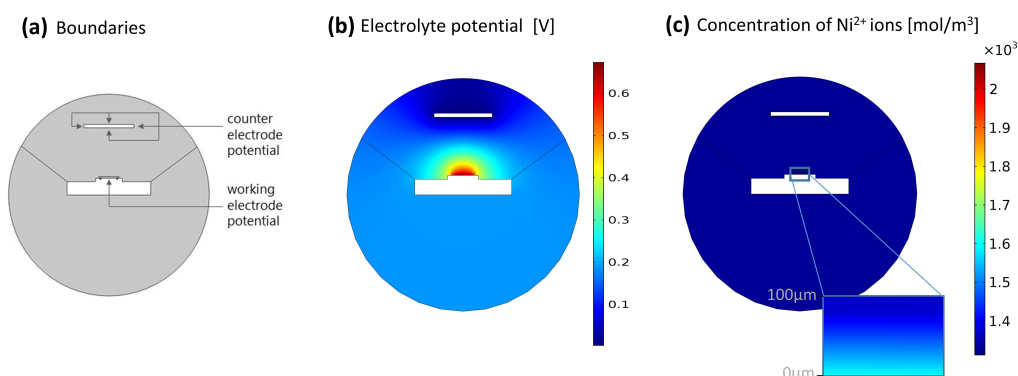 (a) Boundaries
counter
electrode
potential
working
electrode
potential
(b) Electrolyte potential [V]
0.6
0.5
0.4
0.3
0.2
0.1
(c) Concentration of Ni²⁺ ions [mol/m³]
×10³
2
1.9
1.8
1.7
1.6
1.5
1.4
100µm
0µm